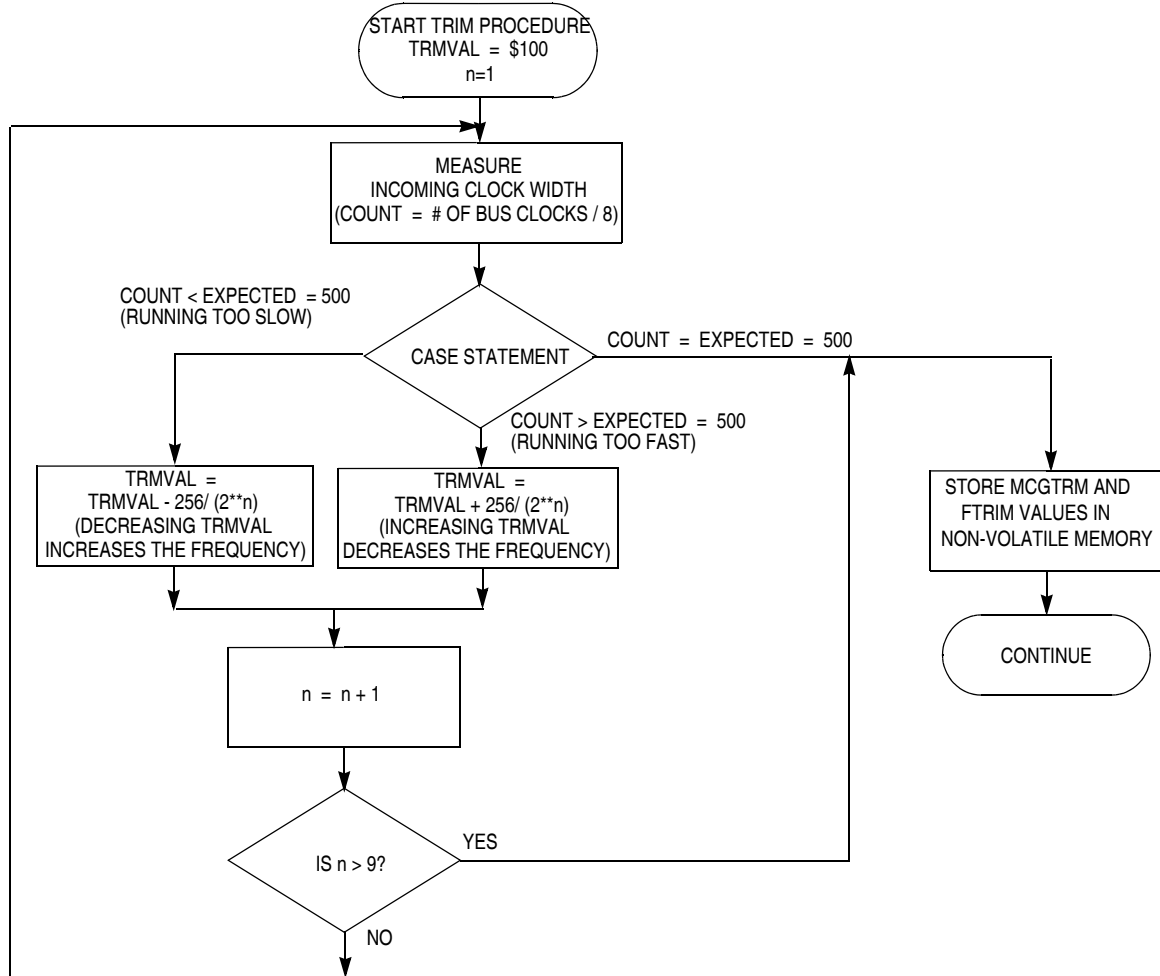 START TRIM PROCEDURE
TRMVAL = $100
n=1
MEASURE
INCOMING CLOCK WIDTH
(COUNT = # OF BUS CLOCKS / 8)
COUNT < EXPECTED = 500
(RUNNING TOO SLOW)
CASE STATEMENT
COUNT = EXPECTED = 500
COUNT > EXPECTED = 500
(RUNNING TOO FAST)
TRMVAL =
TRMVAL - 256/ (2**n)
(DECREASING TRMVAL
INCREASES THE FREQUENCY)
TRMVAL =
TRMVAL + 256/ (2**n)
(INCREASING TRMVAL
DECREASES THE FREQUENCY)
STORE MCGTRM AND
FTRIM VALUES IN
NON-VOLATILE MEMORY
CONTINUE
n = n + 1
IS n > 9?
YES
NO